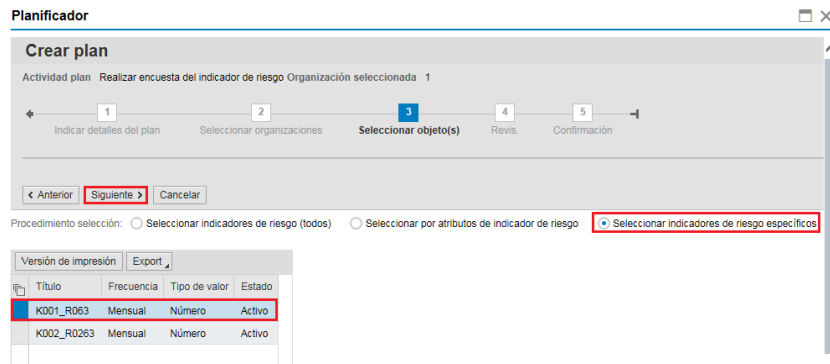 Planificador
Crear plan
Actividad plan Realizar encuesta del indicador de riesgo Organización seleccionada 1
1 2 3 4 5
Indicar detalles del plan Seleccionar organizaciones Seleccionar objeto(s) Revis. Confirmación
Anterior Siguiente Cancelar
Procedimiento selección: Seleccionar indicadores de riesgo (todos) Seleccionar por atributos de indicador de riesgo Seleccionar indicadores de riesgo específicos
Versión de impresión Export
Título Frecuencia Tipo de valor Estado
K001_R063 Mensual Número Activo
K002_R0263 Mensual Número Activo